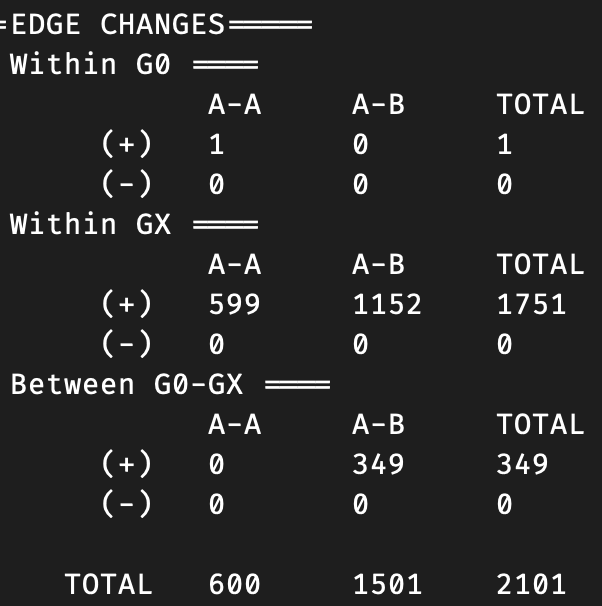 =EDGE CHANGES=====
Within G0 ====
A-A A-B TOTAL
(+) 1 0 1
(-) 0 0 0
Within GX ====
A-A A-B TOTAL
(+) 599 1152 1751
(-) 0 0 0
Between G0-GX ====
A-A A-B TOTAL
(+) 0 349 349
(-) 0 0 0
TOTAL 600 1501 2101